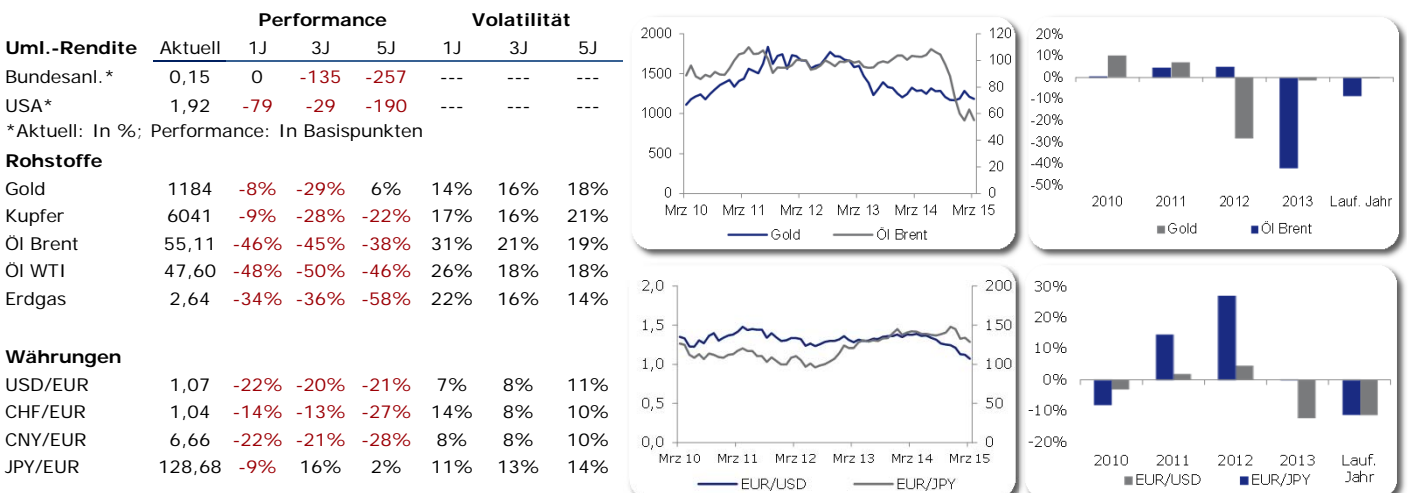 Performance Volatilität
Uml.-Rendite Aktuell 1J 3J 5J 1J 3J 5J
Bundesanl.* 0,15 0 -135 -257 --- --- ---
USA* 1,92 -79 -29 -190 --- --- ---
*Aktuell: In %; Performance: In Basispunkten
Rohstoffe
Gold 1184 -8% -29% 6% 14% 16% 18%
Kupfer 6041 -9% -28% -22% 17% 16% 21%
Öl Brent 55,11 -46% -45% -38% 31% 21% 19%
Öl WTI 47,60 -48% -50% -46% 26% 18% 18%
Erdgas 2,64 -34% -36% -58% 22% 16% 14%
Währungen
USD/EUR 1,07 -22% -20% -21% 7% 8% 11%
CHF/EUR 1,04 -14% -13% -27% 14% 8% 10%
CNY/EUR 6,66 -22% -21% -28% 8% 8% 10%
JPY/EUR 128,68 -9% 16% 2% 11% 13% 14%
2000 120
100
1500
80
1000 60
40
500
20
0 0
Mrz 10 Mrz 11 Mrz 12 Mrz 13 Mrz 14 Mrz 15
Gold Öl Brent
20%
10%
0%
-10%
-20%
-30%
-40%
-50%
2010 2011 2012 2013 Lauf. Jahr
Gold Öl Brent
2,0 200
1,5 150
1,0 100
0,5 50
0,0 0
Mrz 10 Mrz 11 Mrz 12 Mrz 13 Mrz 14 Mrz 15
EUR/USD EUR/JPY
30%
20%
10%
0%
-10%
-20%
2010 2011 2012 2013 Lauf.
Jahr
EUR/USD EUR/JPY